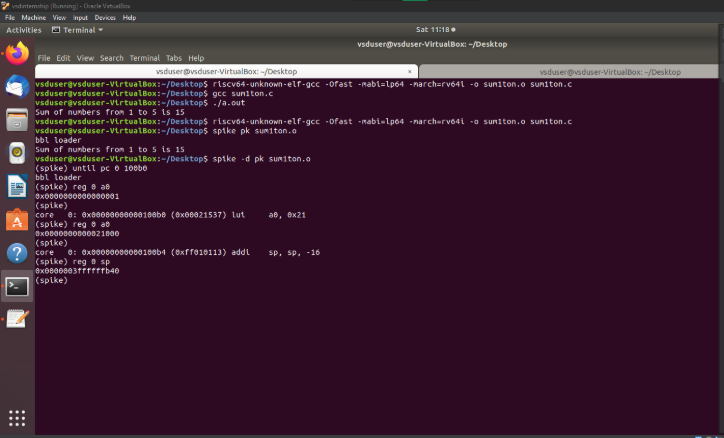 vsdinternship [Running] - Oracle VirtualBox
File Machine View Input Devices Help
Activities Terminal Sat 11:18
vsduser@vsduser-VirtualBox: ~/Desktop
File Edit View Search Terminal Tabs Help
vsduser@vsduser-VirtualBox: ~/Desktop × vsduser@vsduser-VirtualBox: ~/Desktop
vsduser@vsduser-VirtualBox:~/Desktop$ riscv64-unknown-elf-gcc -Ofast -mabi=lp64 -march=rv64i -o sum1ton.o sum1ton.c
vsduser@vsduser-VirtualBox:~/Desktop$ gcc sum1ton.c
vsduser@vsduser-VirtualBox:~/Desktop$ ./a.out
Sum of numbers from 1 to 5 is 15
vsduser@vsduser-VirtualBox:~/Desktop$ riscv64-unknown-elf-gcc -Ofast -mabi=lp64 -march=rv64i -o sum1ton.o sum1ton.c
vsduser@vsduser-VirtualBox:~/Desktop$ spike pk sum1ton.o
bbl loader
Sum of numbers from 1 to 5 is 15
vsduser@vsduser-VirtualBox:~/Desktop$ spike -d pk sum1ton.o
(spike) until pc 0 100b0
bbl loader
(spike) reg 0 a0
0x0000000000000001
(spike)
core 0: 0x00000000000100b0 (0x00021537) lui a0, 0x21
(spike) reg 0 a0
0x0000000000021000
(spike)
core 0: 0x00000000000100b4 (0xff010113) addi sp, sp, -16
(spike) reg 0 sp
0x0000003ffffffb40
(spike)